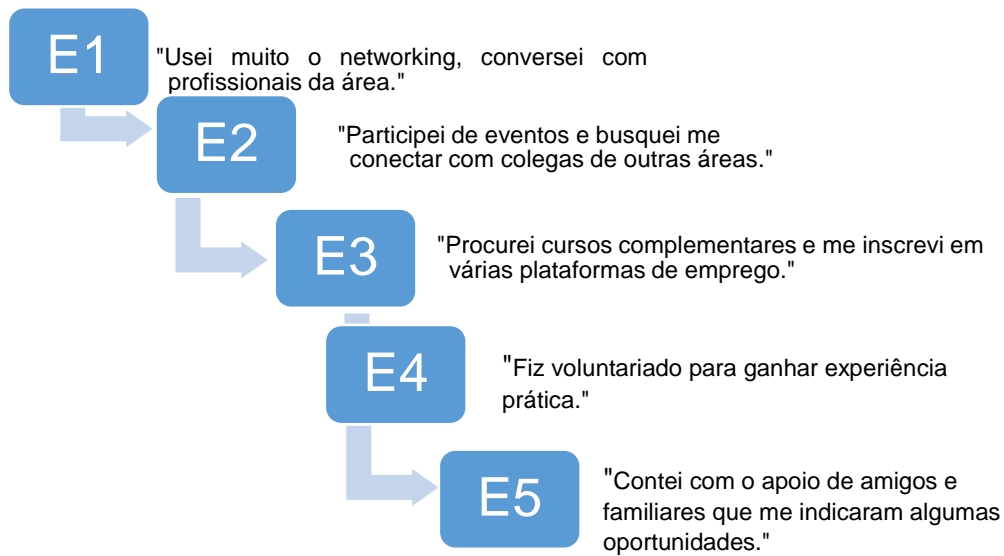 E1
"Usei muito o networking, conversei com
profissionais da área."
E2
"Participei de eventos e busquei me
conectar com colegas de outras áreas."
E3
"Procurei cursos complementares e me inscrevi em
várias plataformas de emprego."
E4
"Fiz voluntariado para ganhar experiência
prática."
E5
"Contei com o apoio de amigos e
familiares que me indicaram algumas
oportunidades."